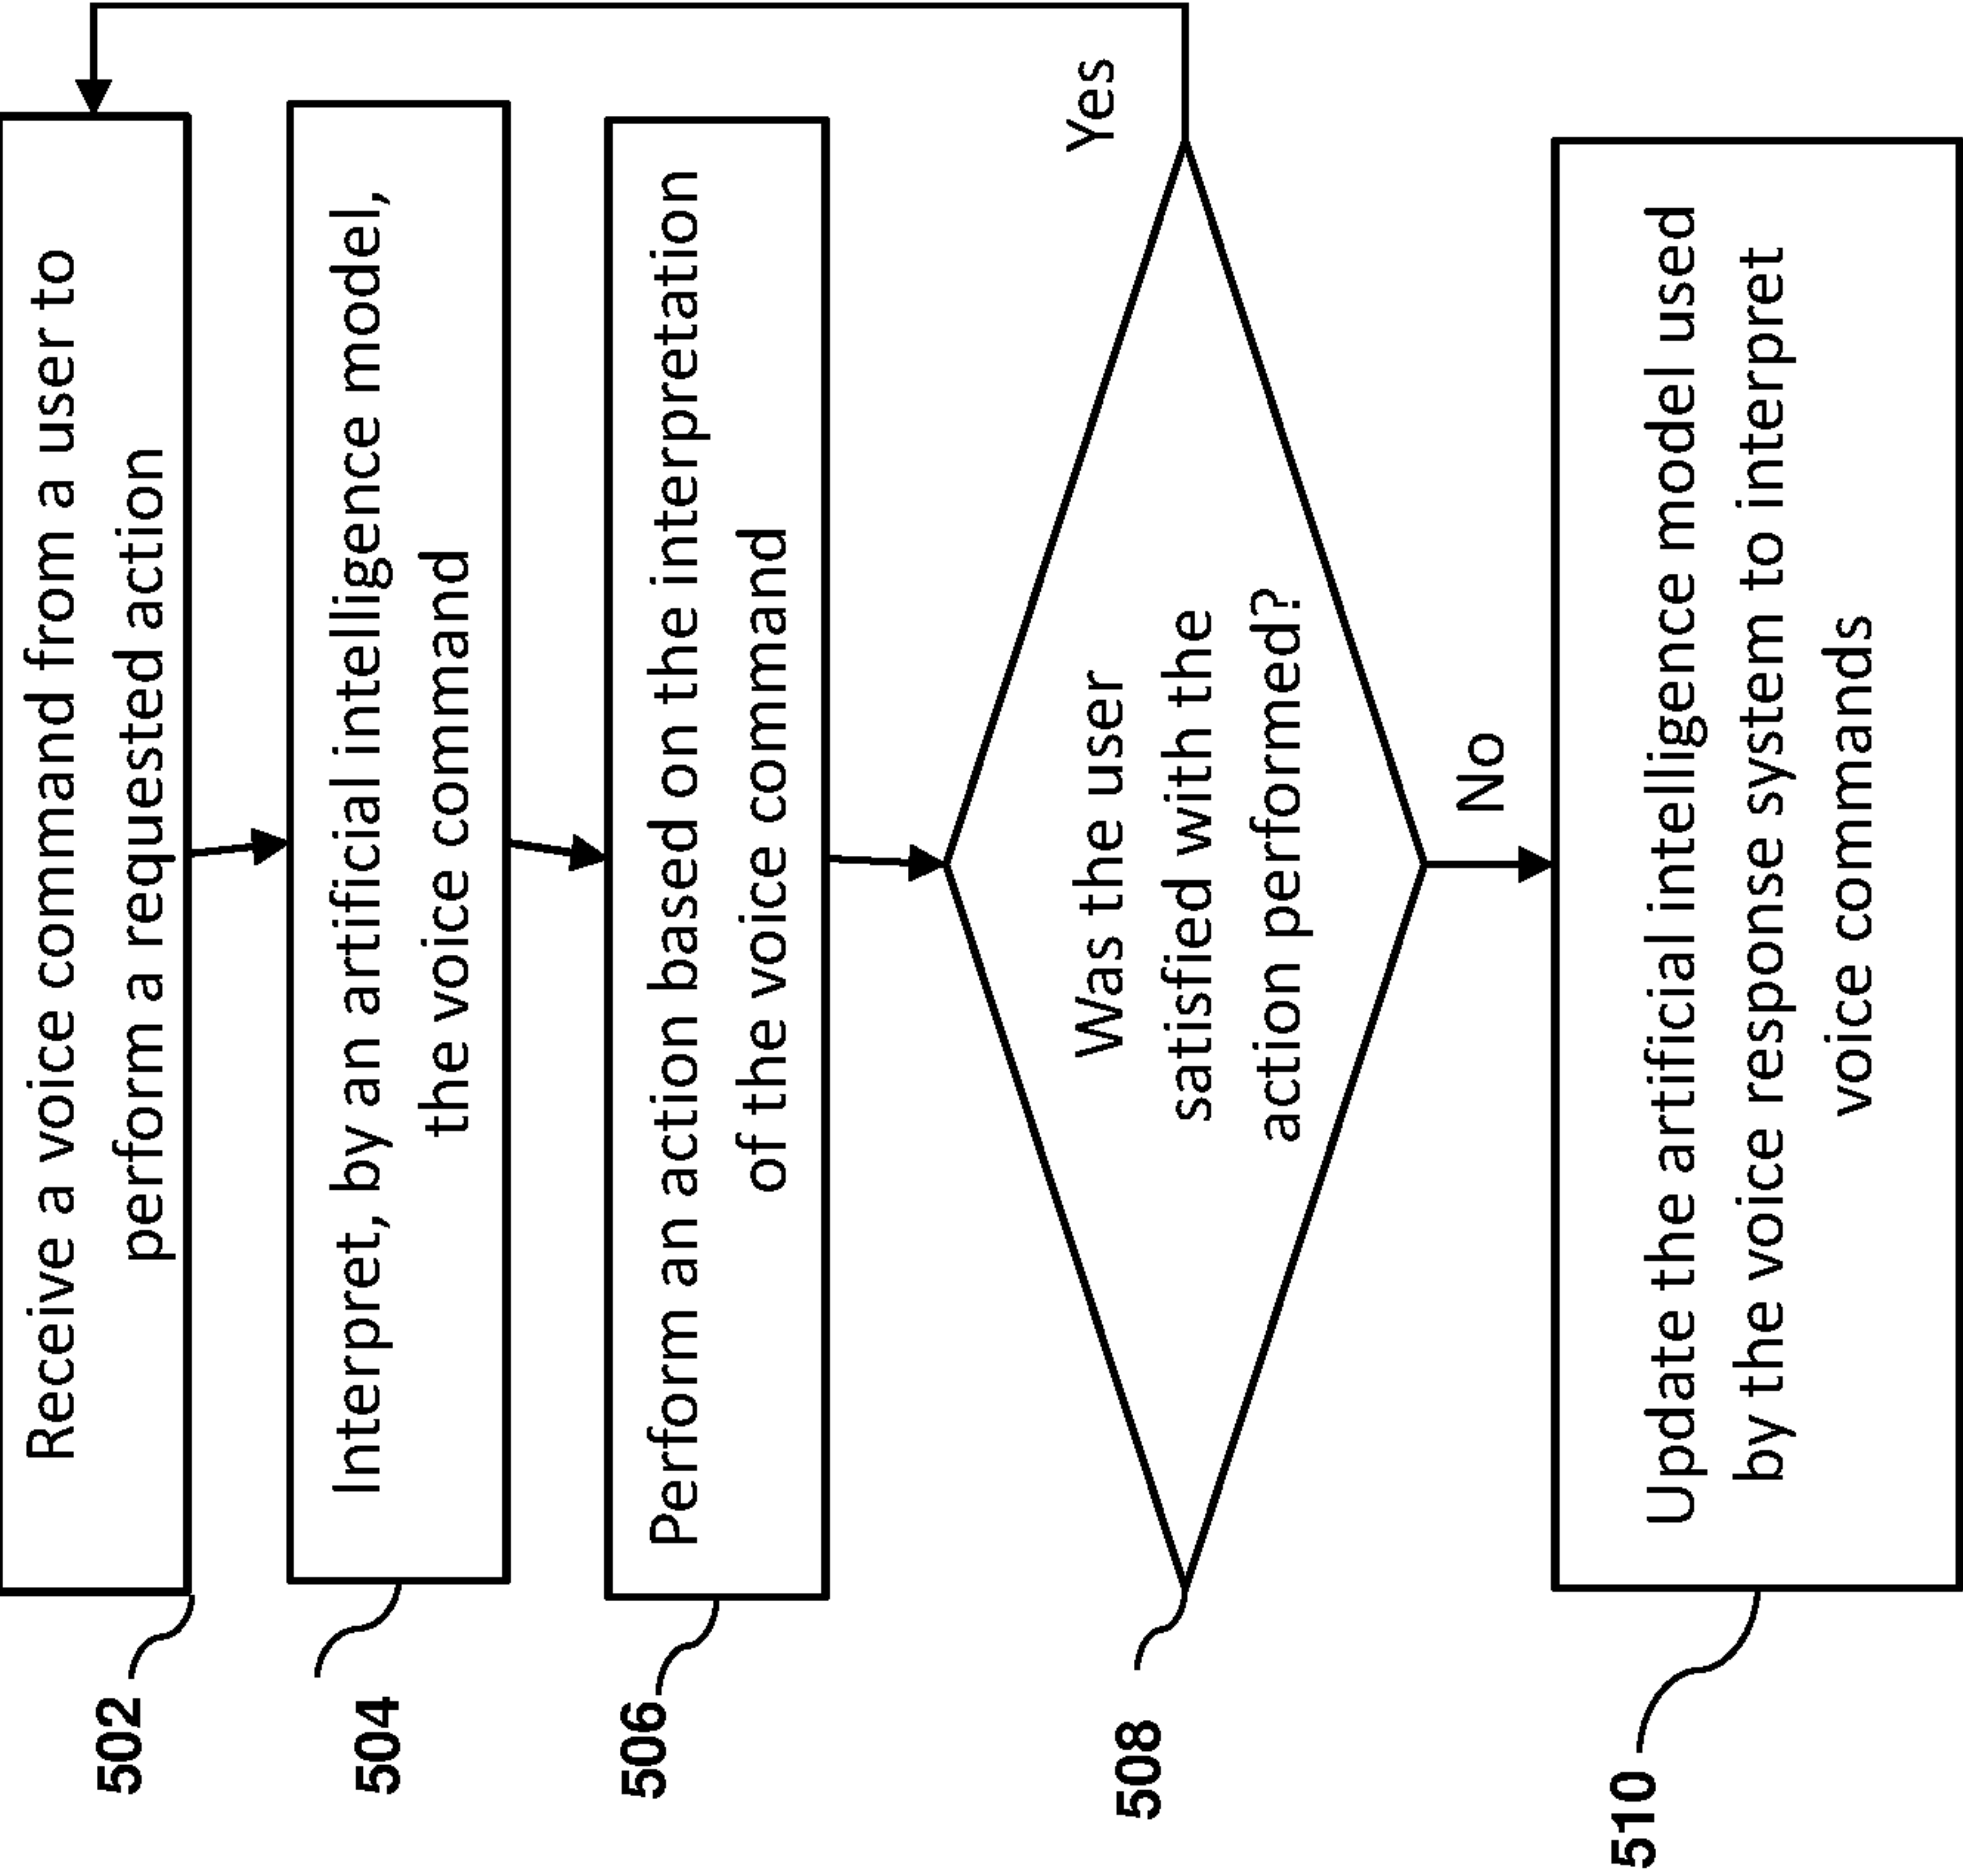 502
Receive a voice command from a user to
perform a requested action
504
Interpret, by an artificial intelligence model,
the voice command
506
Perform an action based on the interpretation
of the voice command
508
Was the user
satisfied with the
action performed?
Yes
No
510
Update the artificial intelligence model used
by the voice response system to interpret
voice commands